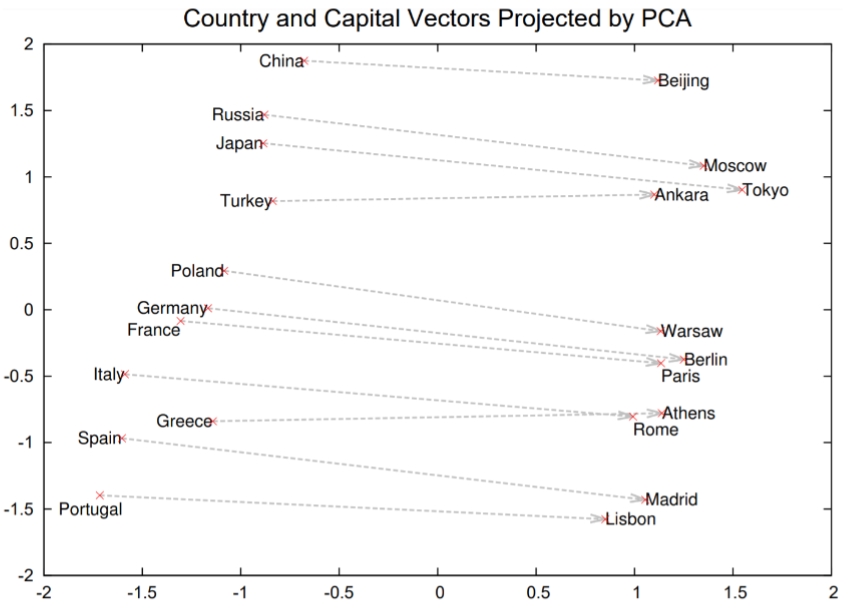 Country and Capital Vectors Projected by PCA
2
China
Beijing
1.5
Russia
Japan
Moscow
1
Tokyo
Turkey
Ankara
0.5
Poland
Germany
0
France
Warsaw
Berlin
Italy
-0.5
Paris
Greece
Athens
Rome
Spain
-1
Madrid
Portugal
-1.5
Lisbon
-2
-2
-1.5
-1
-0.5
0
0.5
1
1.5
2